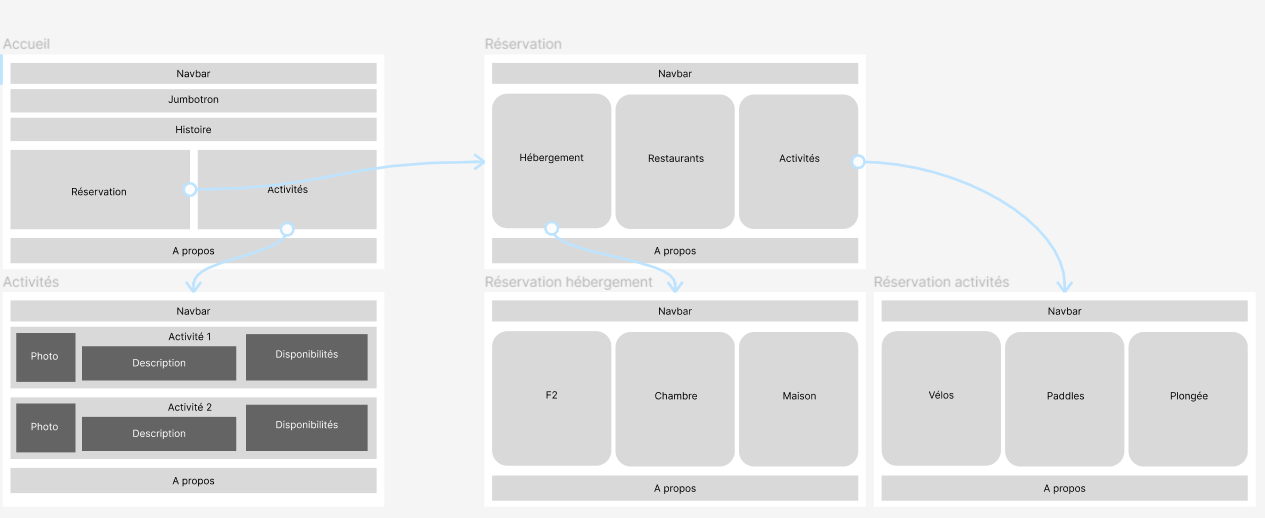 Accueil
Navbar
Jumbotron
Histoire
Réservation
Activités
A propos
Réservation
Navbar
Hébergement
Restaurants
Activités
A propos
Activités
Navbar
Activité 1
Photo
Description
Disponibilités
Activité 2
Photo
Description
Disponibilités
A propos
Réservation hébergement
Navbar
F2
Chambre
Maison
A propos
Réservation activités
Navbar
Vélos
Paddles
Plongée
A propos